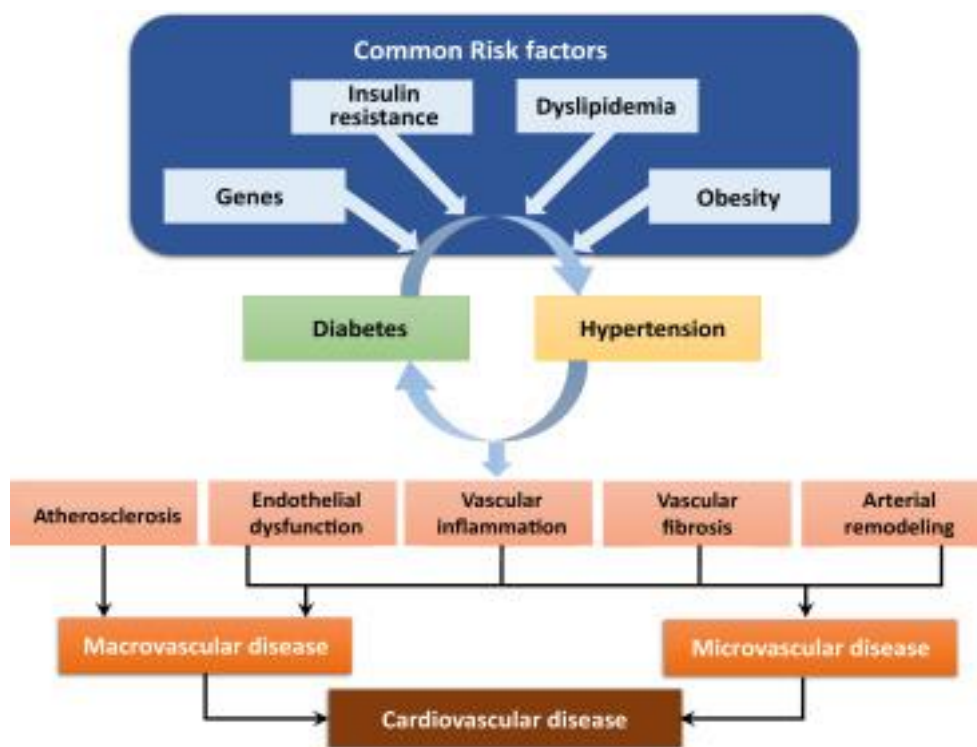 Common Risk factors
Insulin
resistance
Dyslipidemia
Genes
Obesity
Diabetes
Hypertension
Atherosclerosis
Endothelial
dysfunction
Vascular
inflammation
Vascular
fibrosis
Arterial
remodeling
Macrovascular disease
Microvascular disease
Cardiovascular disease